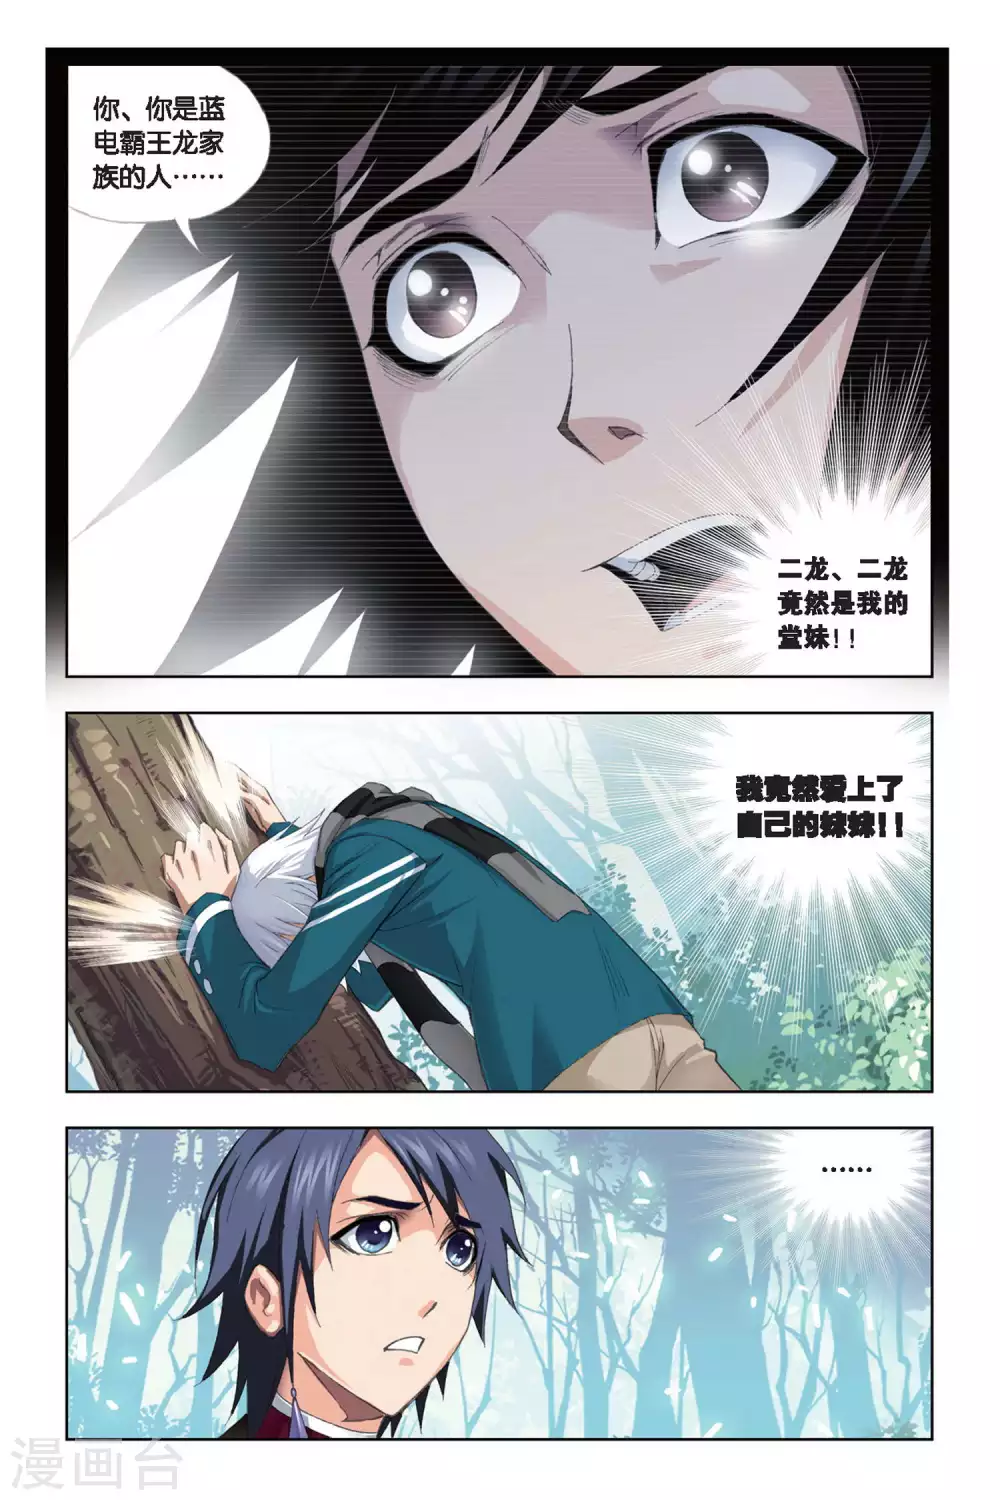 你、你是蓝
电霸王龙家
族的人……
二龙、二龙
竟然是我的
堂妹!!
我竟然爱上了
自己的妹妹!!
……
漫画台